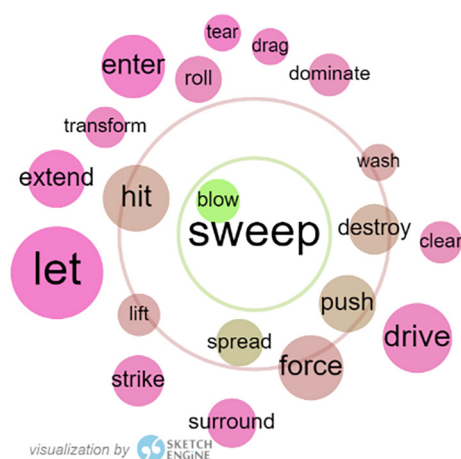 tear
drag
enter
roll
dominate
transform
wash
extend
hit
blow
sweep
destroy
clear
let
push
lift
drive
spread
force
strike
surround
visualization by SKETCH ENGINE